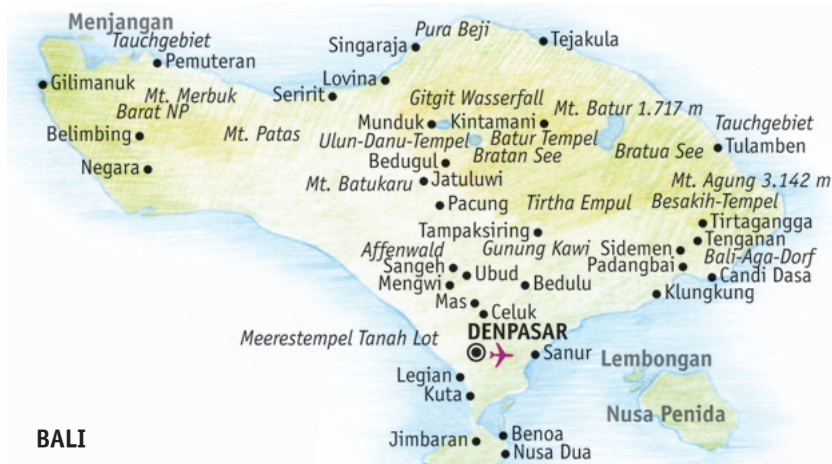 Menjangan
Tauchgebiet
Pemuteran
Gilimanuk
Mt. Merbuk
Barat NP
Belimbing
Negara
Mt. Patas
Singaraja
Pura Beji
Tejakula
Lovina
Seririt
Gitgit Wasserfall
Munduk
Kintamani
Mt. Batur 1.717 m
Ulun-Danu-Tempel
Batur Tempel
Bedugul
Bratan See
Bratua See
Tauchgebiet
Tulamben
Mt. Batukaru
Jatuluwi
Mt. Agung 3.142 m
Pacung
Tirtha Empul
Besakih-Tempel
Tirtagangga
Tampaksiring
Tenganan
Affenwald
Gunung Kawi
Sidemen
Bali-Aga-Dorf
Sangeh
Ubud
Padangbai
Candi Dasa
Mengwi
Bedulu
Klungkung
Mas
Celuk
DENPASAR
Meerestempel Tanah Lot
Sanur
Lembongan
Legian
Kuta
Nusa Penida
BALI
Jimbaran
Benoa
Nusa Dua